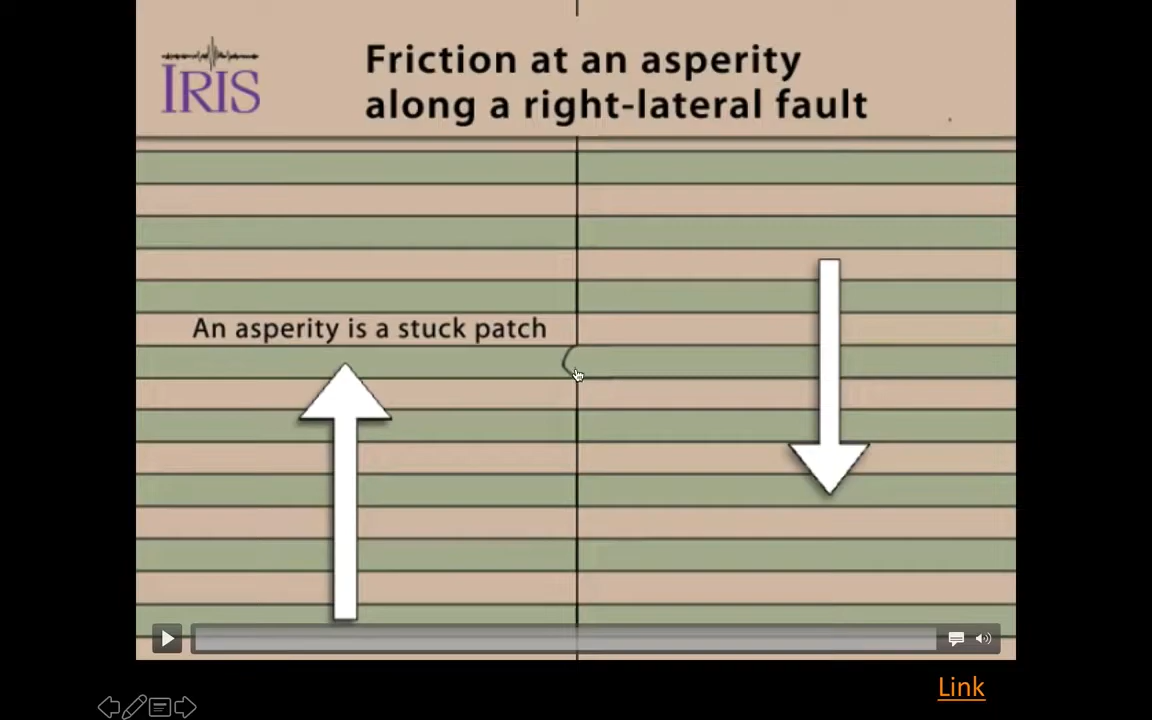 IRIS
Friction at an asperity
along a right-lateral fault
An asperity is a stuck patch
Link